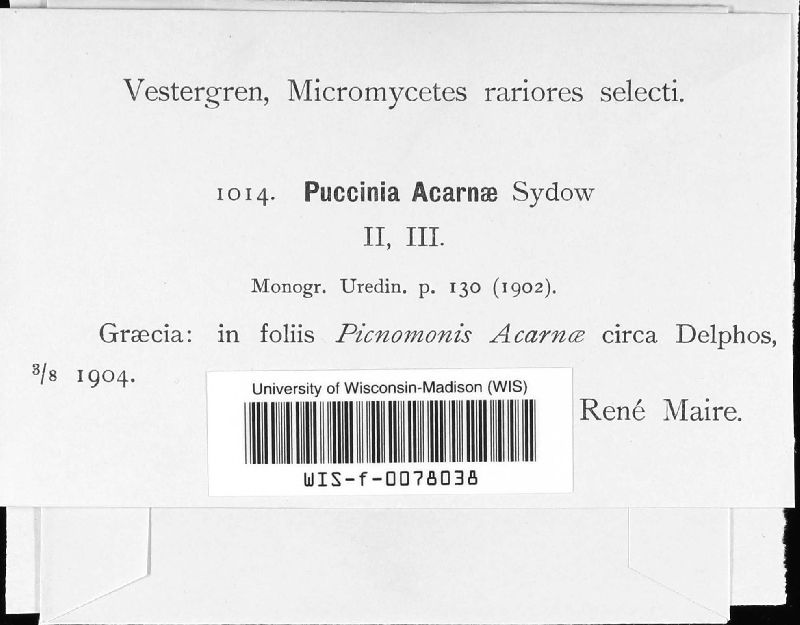 Vestergren, Micromycetes rariores selecti.
1014. Puccinia Acarnæ Sydow
II, III.
Monogr. Uredin. p. 130 (1902).
Græcia: in foliis Picnomonis Acarnæ circa Delphos,
3/8 1904.
René Maire.
University of Wisconsin-Madison (WIS)
WIS-f-0078038